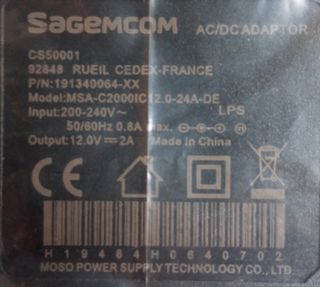 SAGEMCOM AC/DC ADAPTOR
CS50001
92848 RUEIL CEDEX-FRANCE
P/N:191340064-XX
Model:MSA-C2000IC12.0-24A-DE
Input:200-240V~ LPS
50/60Hz 0.8A max.
Output:12.0V⎓2A Made in China
H19484H0640702
MOSO POWER SUPPLY TECHNOLOGY CO., LTD